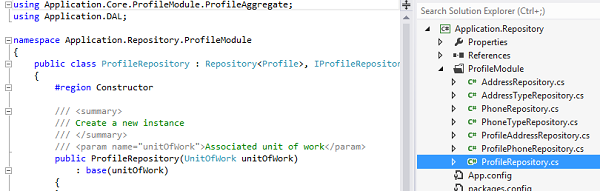 using Application.Core.ProfileModule.ProfileAggregate;
using Application.DAL;
namespace Application.Repository.ProfileModule
{
public class ProfileRepository : Repository<Profile>, IProfileRepositor
{
#region Constructor
/// <summary>
/// Create a new instance
/// </summary>
/// <param name="unitOfWork">Associated unit of work</param>
public ProfileRepository(UnitOfWork unitOfWork)
: base(unitOfWork)
{
Search Solution Explorer (Ctrl+;)
Application.Repository
Properties
References
ProfileModule
C# AddressRepository.cs
C# AddressTypeRepository.cs
C# PhoneRepository.cs
C# PhoneTypeRepository.cs
C# ProfileAddressRepository.cs
C# ProfilePhoneRepository.cs
C# ProfileRepository.cs
App.config
packages.config